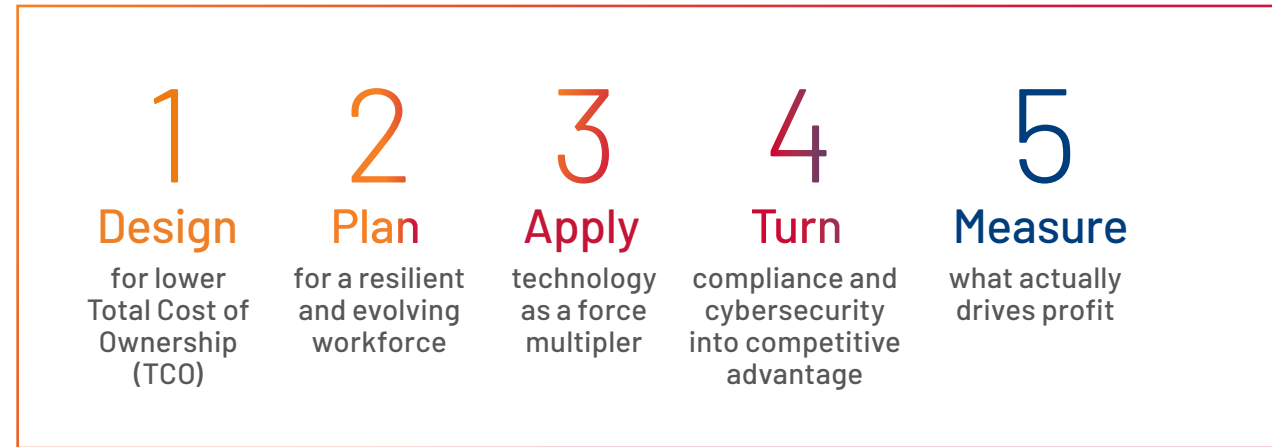 1
Design
for lower
Total Cost of
Ownership
(TCO)
2
Plan
for a resilient
and evolving
workforce
3
Apply
technology
as a force
multipler
4
Turn
compliance and
cybersecurity
into competitive
advantage
5
Measure
what actually
drives profit